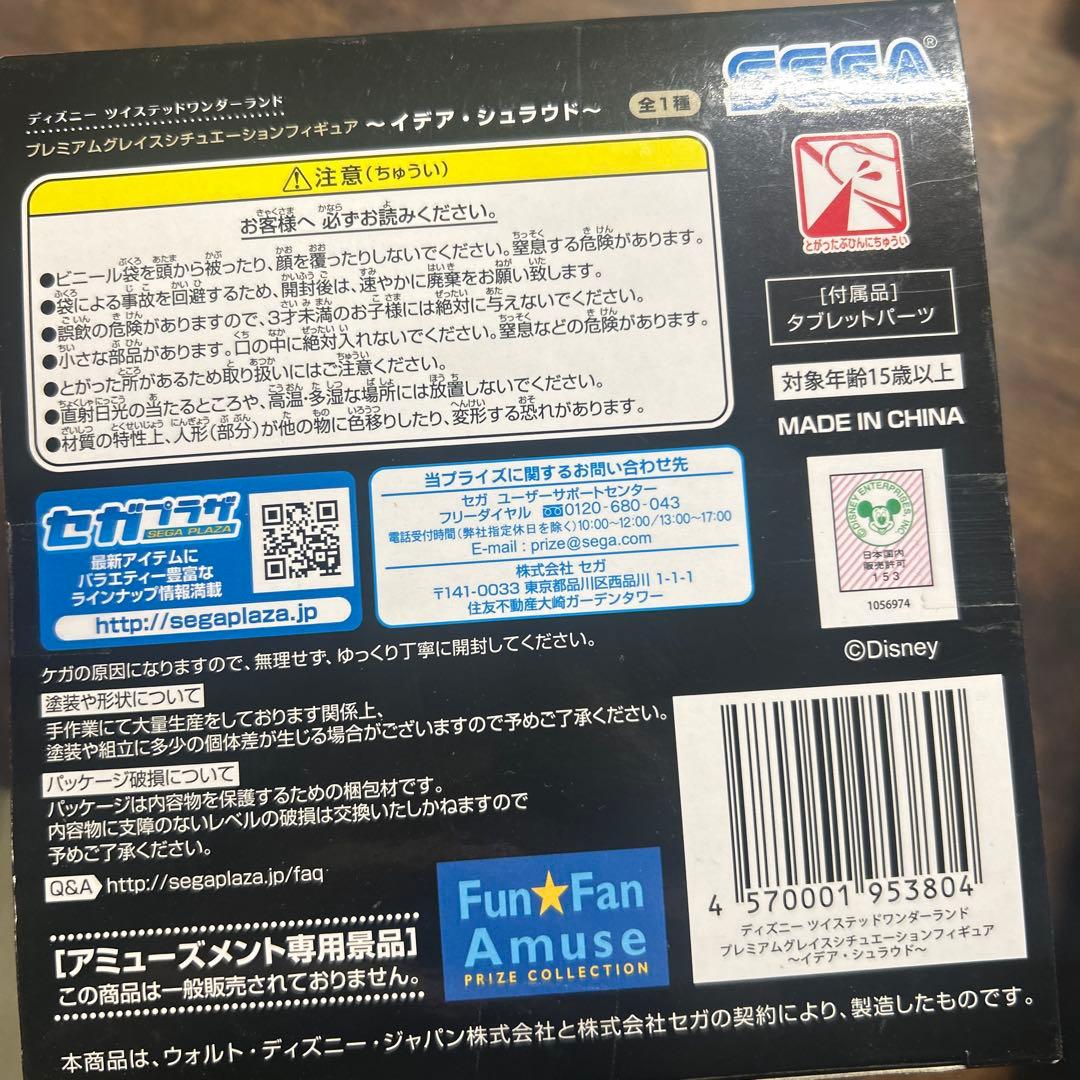 SEGA®
ディズニー ツイステッドワンダーランド
プレミアムグレイスシチュエーションフィギュア ～イデア・シュラウド～ 全1種
⚠注意(ちゅうい)
お客様へ 必ずお読みください。
●ビニール袋を頭から被ったり、顔を覆ったりしないでください。窒息する危険があります。
●袋による事故を回避するため、開封後は、速やかに廃棄をお願い致します。
●誤飲の危険がありますので、3才未満のお子様には絶対に与えないでください。
●小さな部品があります。口の中に絶対入れないでください。窒息などの危険があります。
●とがった所があるため取り扱いにはご注意ください。
●直射日光の当たるところや、高温・多湿な場所には放置しないでください。
●材質の特性上、人形(部分)が他の物に色移りしたり、変形する恐れがあります。
とがったぶひんにちゅうい
[付属品]
タブレットパーツ
対象年齢15歳以上
MADE IN CHINA
セガプラザ
SEGA PLAZA
最新アイテムに
バラエティー豊富な
ラインナップ情報満載
http://segaplaza.jp
当プライズに関するお問い合わせ先
セガ ユーザーサポートセンター
フリーダイヤル 0120-680-043
電話受付時間(弊社指定休日を除く)10:00~12:00/13:00~17:00
E-mail : prize@sega.com
株式会社 セガ
〒141-0033 東京都品川区西品川 1-1-1
住友不動産大崎ガーデンタワー
©DISNEY ENTERPRISES INC
日本国内
販売許可
153
1056974
©Disney
ケガの原因になりますので、無理せず、ゆっくり丁寧に開封してください。
塗装や形状について
手作業にて大量生産をしております関係上、
塗装や組立に多少の個体差が生じる場合がございますので予めご了承ください。
パッケージ破損について
パッケージは内容物を保護するための梱包材です。
内容物に支障のないレベルの破損は交換いたしかねますので
予めご了承ください。
Q&A http://segaplaza.jp/faq
[アミューズメント専用景品]
この商品は一般販売されておりません。
Fun★Fan
Amuse
PRIZE COLLECTION
4 570001 953804
ディズニー ツイステッドワンダーランド
プレミアムグレイスシチュエーションフィギュア
～イデア・シュラウド～
本商品は、ウォルト・ディズニー・ジャパン株式会社と株式会社セガの契約により、製造したものです。